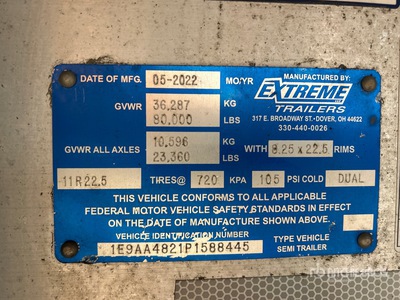 DATE OF MFG. 05-2022 MO/YR
MANUFACTURED BY:
EXTREME
TRAILERS
317 E. BROADWAY ST.-DOVER, OH 44622
330-440-0026
GVWR 36,287 KG
80,000 LBS
GVWR ALL AXLES 10,596 KG
23,360 LBS
WITH 8.25 x 22.5 RIMS
11R22.5 TIRES@ 720 KPA 105 PSI COLD DUAL
THIS VEHICLE CONFORMS TO ALL APPLICABLE
FEDERAL MOTOR VEHICLE SAFETY STANDARDS IN EFFECT
ON THE DATE OF MANUFACTURE SHOWN ABOVE.
VEHICLE IDENTIFICATION NUMBER
1E9AA4821P1588445
TYPE VEHICLE
SEMI TRAILER